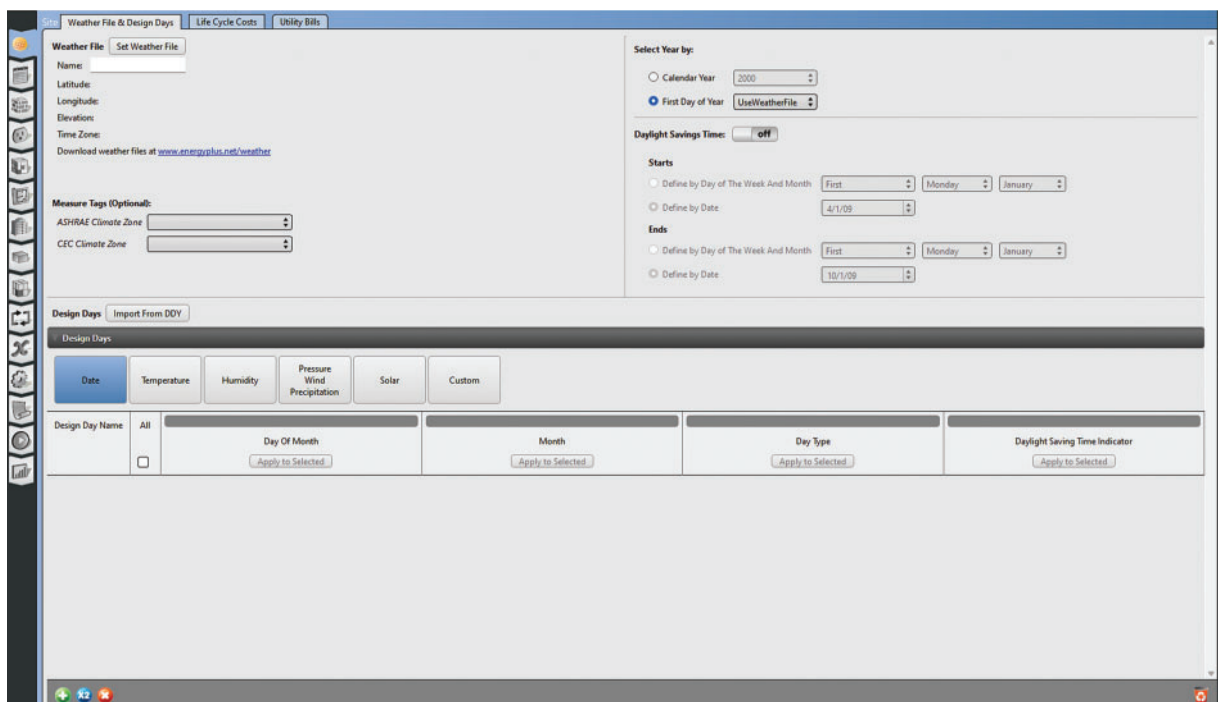 Site Weather File & Design Days Life Cycle Costs Utility Bills
Weather File Set Weather File
Name:
Latitude:
Longitude:
Elevation:
Time Zone:
Download weather files at www.energyplus.net/weather
Measure Tags (Optional):
ASHRAE Climate Zone
CEC Climate Zone
Select Year by:
Calendar Year 2000
First Day of Year UseWeatherFile
Daylight Savings Time: off
Starts
Define by Day of The Week And Month First Monday January
Define by Date 4/1/09
Ends
Define by Day of The Week And Month First Monday January
Define by Date 10/1/09
Design Days Import From DDY
Design Days
Date Temperature Humidity Pressure Wind Precipitation Solar Custom
Design Day Name All Day Of Month Month Day Type Daylight Saving Time Indicator
Apply to Selected Apply to Selected Apply to Selected Apply to Selected
x2